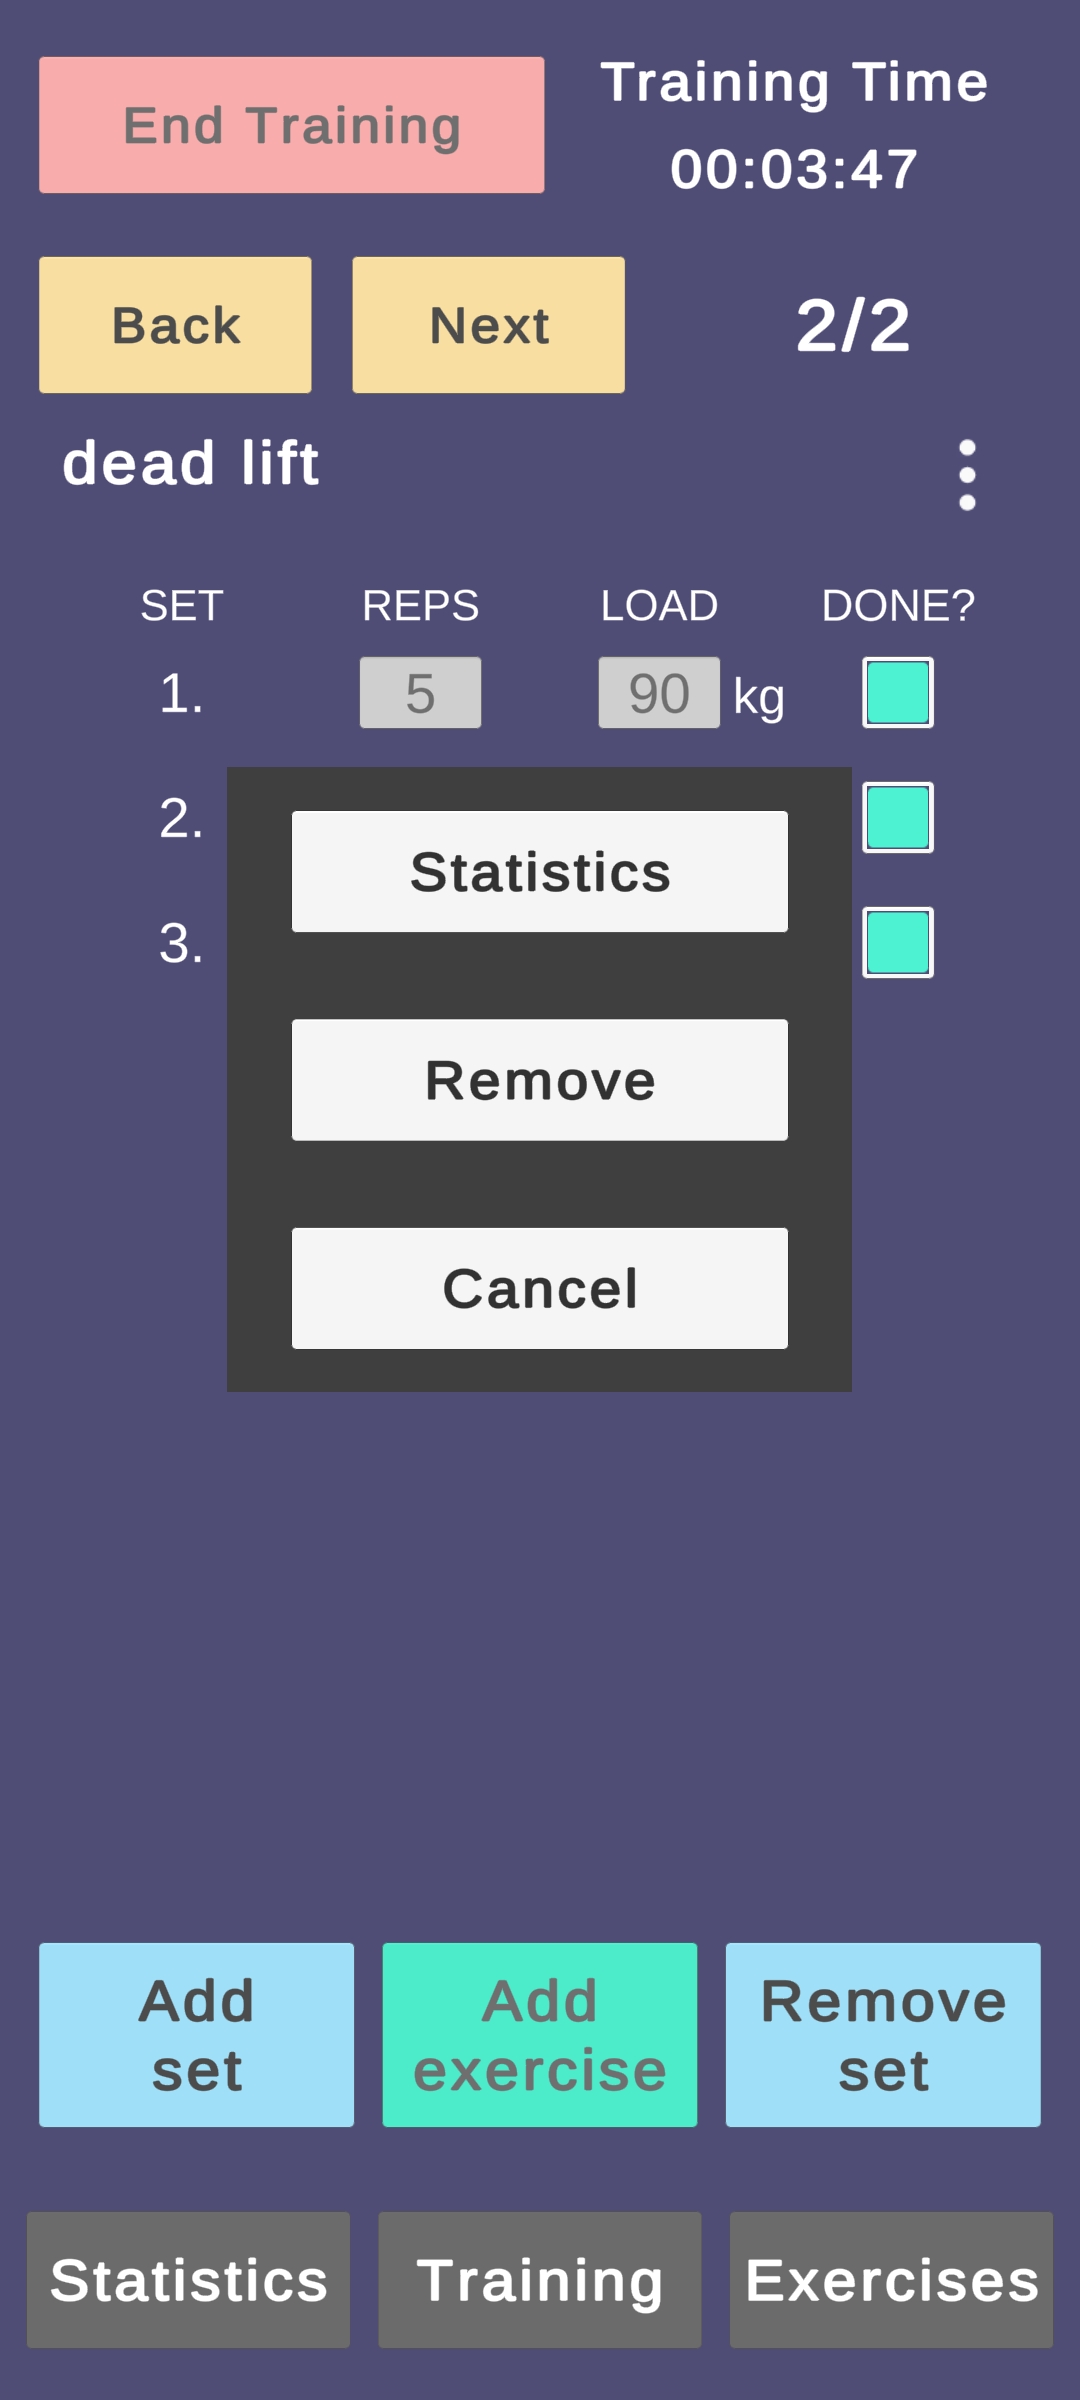 End Training
Training Time
00:03:47
Back
Next
2/2
dead lift
SET REPS LOAD DONE?
1. 5 90 kg
2.
Statistics
3.
Remove
Cancel
Add
set
Add
exercise
Remove
set
Statistics
Training
Exercises